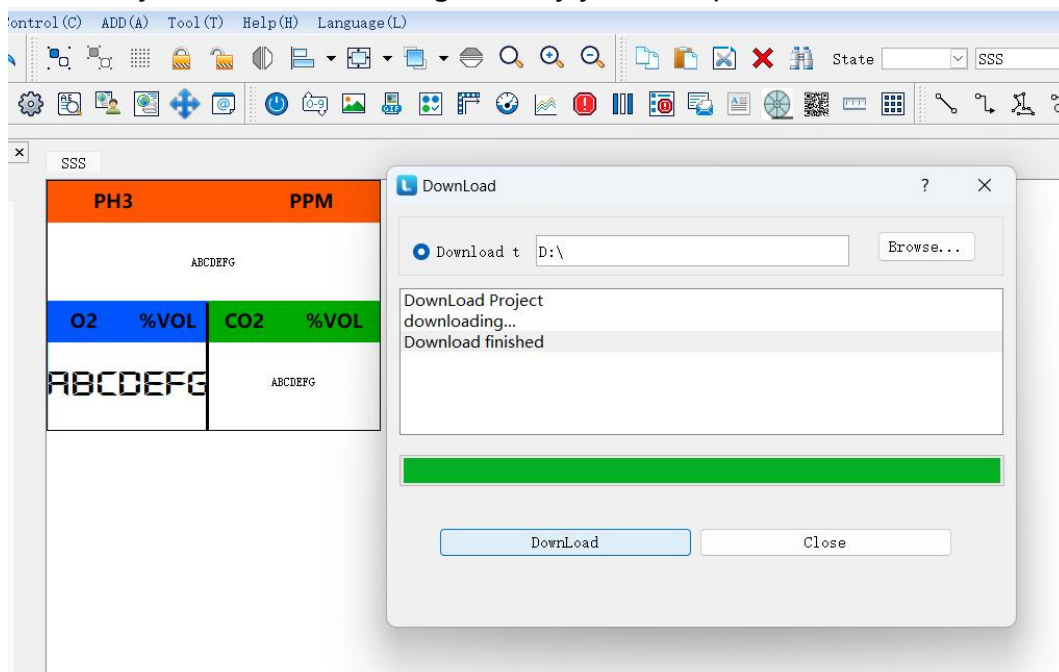 Control(C) ADD(A) Tool(T) Help(H) Language(L)
State SSS
SSS
PH3 PPM
ABCDEFG
O2 %VOL CO2 %VOL
ABCDEFG ABCDEFG
DownLoad ? ×
Download t D:\ Browse...
DownLoad Project
downloading...
Download finished
DownLoad Close